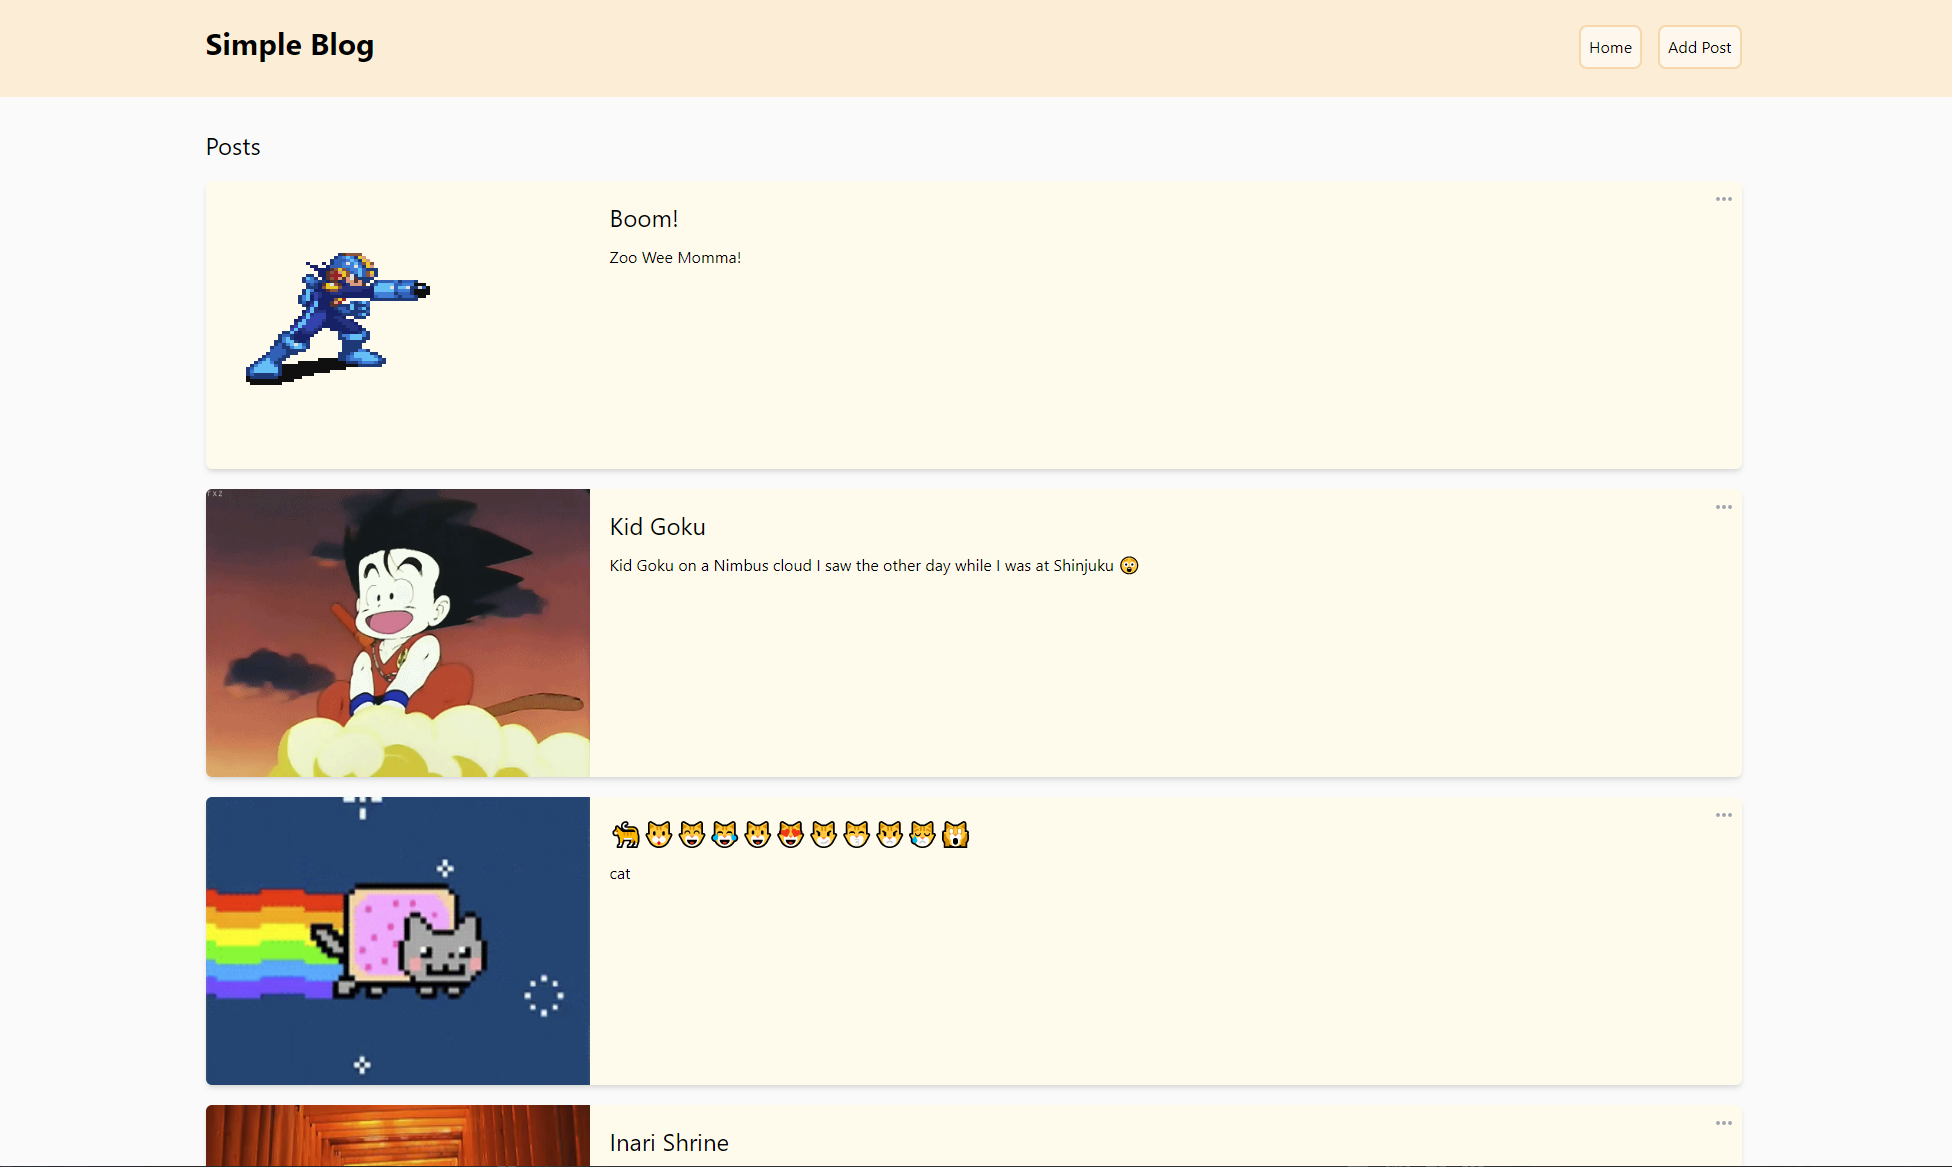 Simple Blog
Home
Add Post
Posts
Boom!
Zoo Wee Momma!
Kid Goku
Kid Goku on a Nimbus cloud I saw the other day while I was at Shinjuku 😮
🐈😽😸😹😺😻😼😸😾😿🙀
cat
Inari Shrine